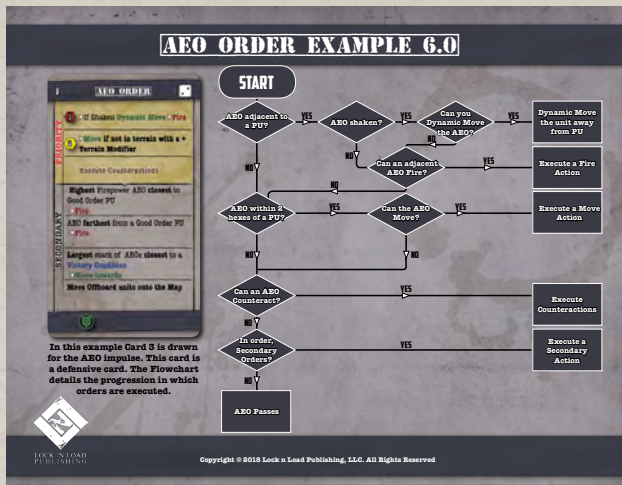 AEO ORDER EXAMPLE 6.0
3 AEO ORDER
PRIORITY
If Shaken Dynamic Move Fire
Move if not in terrain with a +
Terrain Modifier
Execute Counteractions
SECONDARY
Highest Firepower AEO closest to
Good Order PU
Fire
AEO farthest from a Good Order PU
Fire
Largest stack of AEOs closest to a
Victory Condition
Move towards
Move Offboard units onto the Map
In this example Card 3 is drawn
for the AEO impulse. This card is
a defensive card. The Flowchart
details the progression in which
orders are executed.
LOCK 'N LOAD
PUBLISHING
START
AEO adjacent to
a PU?
YES
AEO shaken?
YES
Can you
Dynamic Move
the AEO?
YES
Dynamic Move
the unit away
from PU
NO
NO
NO
Can an adjacent
AEO Fire?
YES
Execute a Fire
Action
NO
AEO within 2
hexes of a PU?
YES
Can the AEO
Move?
YES
Execute a Move
Action
NO
NO
Can an AEO
Counteract?
YES
Execute
Counteractions
NO
In order,
Secondary
Orders?
YES
Execute a
Secondary
Action
NO
AEO Passes
Copyright © 2018 Lock n Load Publishing, LLC. All Rights Reserved